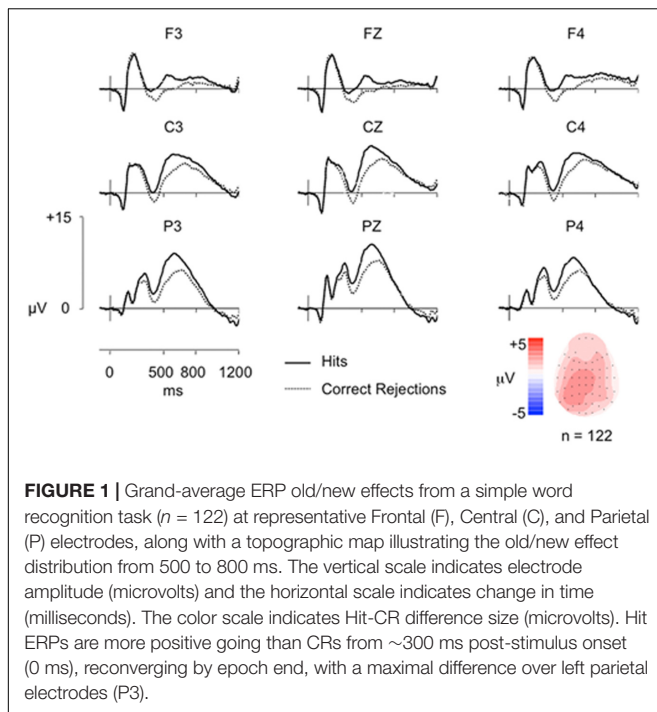 F3 FZ F4
C3 CZ C4
+15
P3 PZ P4
µV 0
0 500 800 1200
ms
Hits
Correct Rejections
+5
µV
-5
n = 122
FIGURE 1 | Grand-average ERP old/new effects from a simple word
recognition task (n = 122) at representative Frontal (F), Central (C), and Parietal
(P) electrodes, along with a topographic map illustrating the old/new effect
distribution from 500 to 800 ms. The vertical scale indicates electrode
amplitude (microvolts) and the horizontal scale indicates change in time
(milliseconds). The color scale indicates Hit-CR difference size (microvolts). Hit
ERPs are more positive going than CRs from ~300 ms post-stimulus onset
(0 ms), reconverging by epoch end, with a maximal difference over left parietal
electrodes (P3).